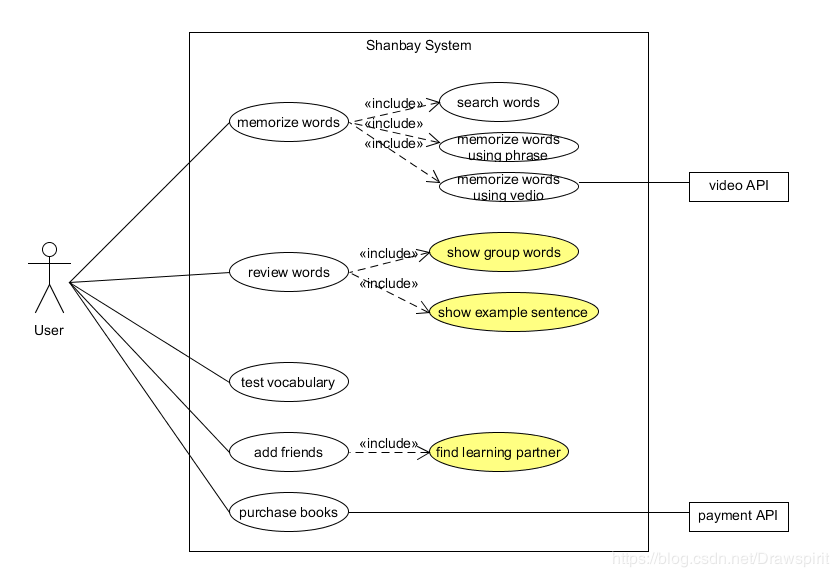 Shanbay System
memorize words
«include»
search words
«include»
memorize words
using phrase
«include»
memorize words
using vedio
video API
review words
«include»
show group words
«include»
show example sentence
User
test vocabulary
add friends
«include»
find learning partner
purchase books
payment API
https://blog.csdn.net/Drawspirit